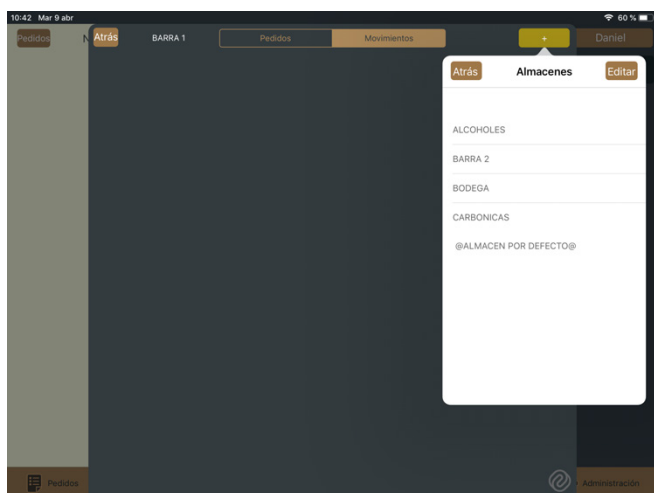 10:42 Mar 9 abr
60 %
Pedidos
N
Atrás
BARRA 1
Pedidos
Movimientos
+
Daniel
Atrás
Almacenes
Editar
ALCOHOLES
BARRA 2
BODEGA
CARBONICAS
@ALMACEN POR DEFECTO@
Pedidos
Administración